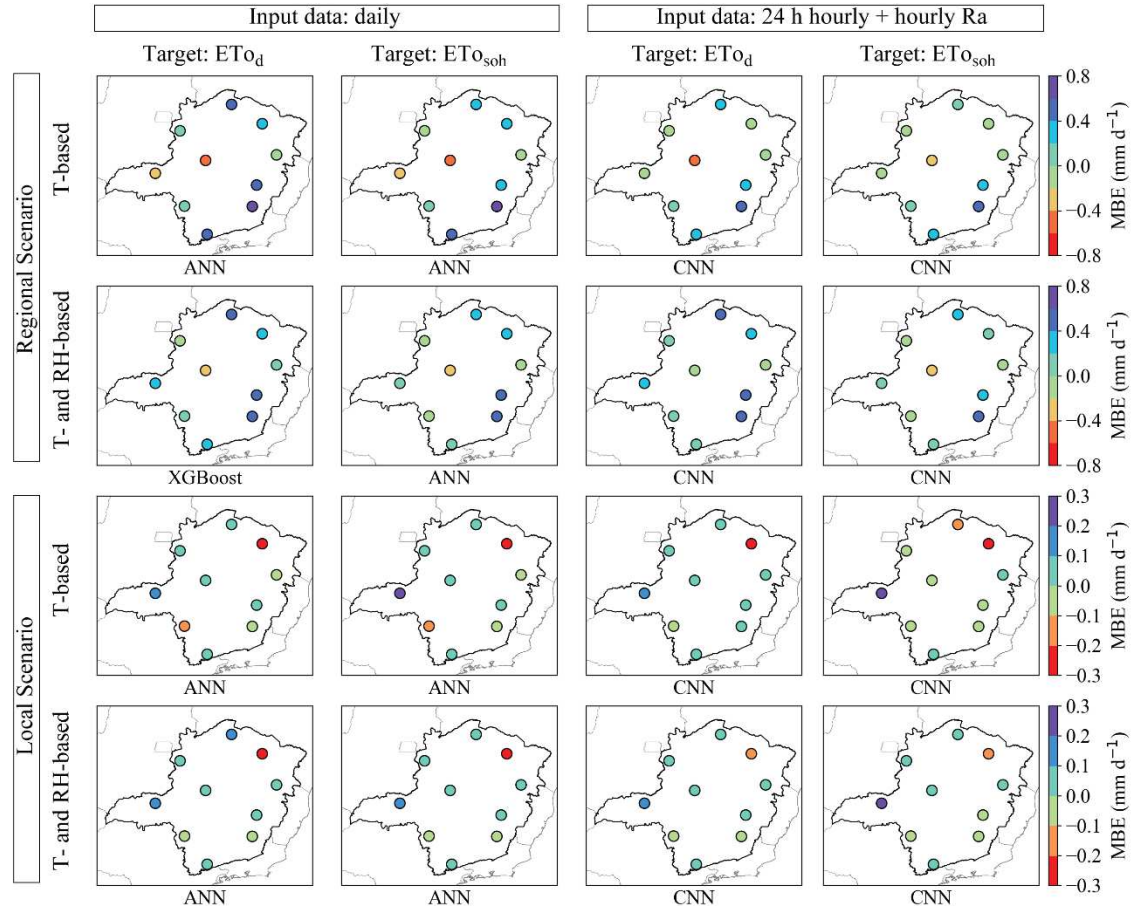 Input data: daily
Input data: 24 h hourly + hourly Ra
Target: ETo_d
Target: ETo_soh
Target: ETo_d
Target: ETo_soh
Regional Scenario
T-based
ANN
ANN
CNN
CNN
0.8
0.4
0.0
−0.4
−0.8
MBE (mm d⁻¹)
T- and RH-based
XGBoost
ANN
CNN
CNN
0.8
0.4
0.0
−0.4
−0.8
MBE (mm d⁻¹)
Local Scenario
T-based
ANN
ANN
CNN
CNN
0.3
0.2
0.1
0.0
−0.1
−0.2
−0.3
MBE (mm d⁻¹)
T- and RH-based
ANN
ANN
CNN
CNN
0.3
0.2
0.1
0.0
−0.1
−0.2
−0.3
MBE (mm d⁻¹)